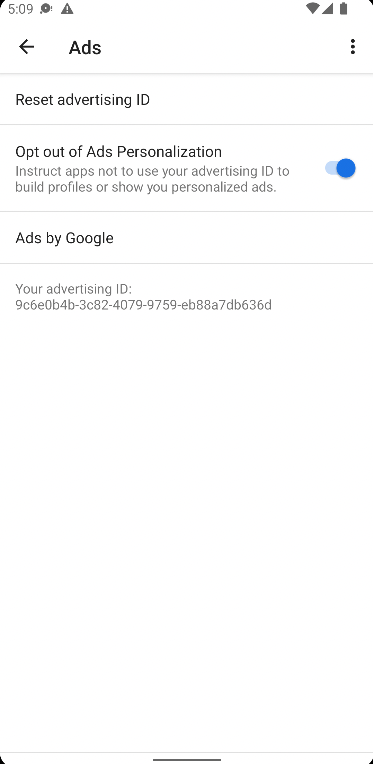 5:09
Ads
Reset advertising ID
Opt out of Ads Personalization
Instruct apps not to use your advertising ID to
build profiles or show you personalized ads.
Ads by Google
Your advertising ID:
9c6e0b4b-3c82-4079-9759-eb88a7db636d